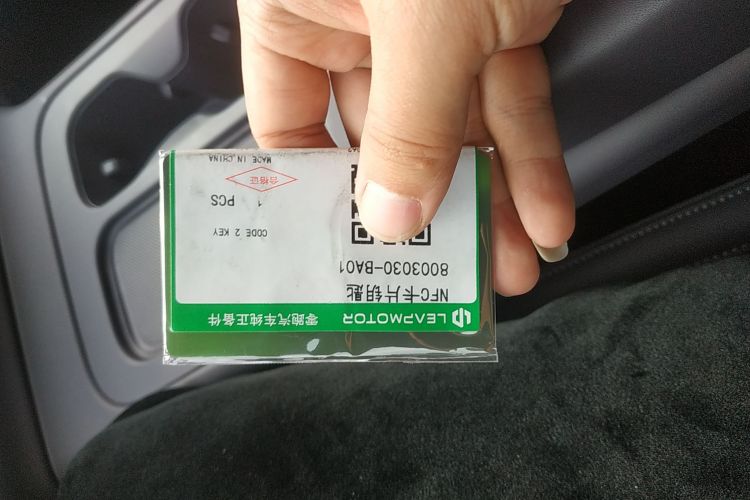 LEAPMOTOR 零跑汽车纯正备件
NFC卡片钥匙
8003030-BA01
CODE 2 KEY
1 PCS
合格证
MADE IN CHINA